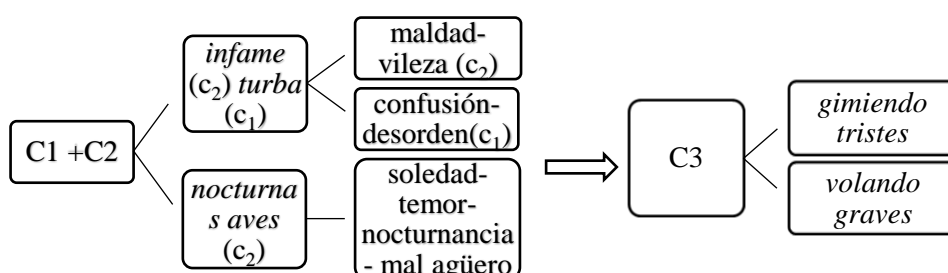 C1 +C2
infame
(c₂) turba
(c₁)
nocturna
s aves
(c₂)
maldad-
vileza (c₂)
confusión-
desorden(c₁)
soledad-
temor-
nocturnancia
- mal agüero
C3
gimiendo
tristes
volando
graves